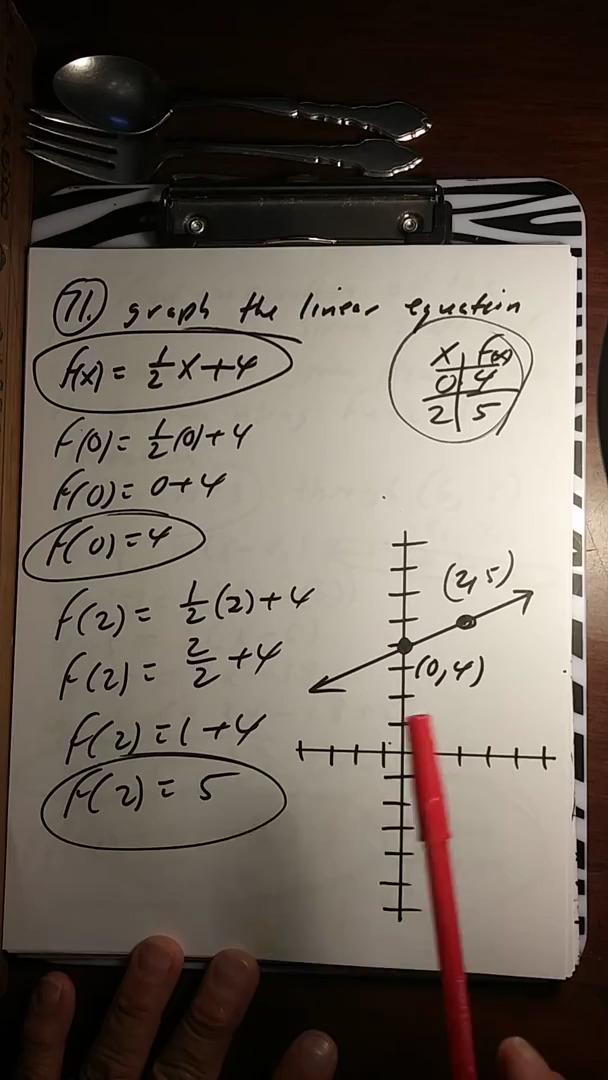 71. graph the linear equation
f(x) = 1/2 x + 4
x | f(x)
0 | 4
2 | 5
f(0) = 1/2 (0) + 4
f(0) = 0 + 4
f(0) = 4
f(2) = 1/2 (2) + 4
f(2) = 2/2 + 4
f(2) = 1 + 4
f(2) = 5
(2,5)
(0,4)